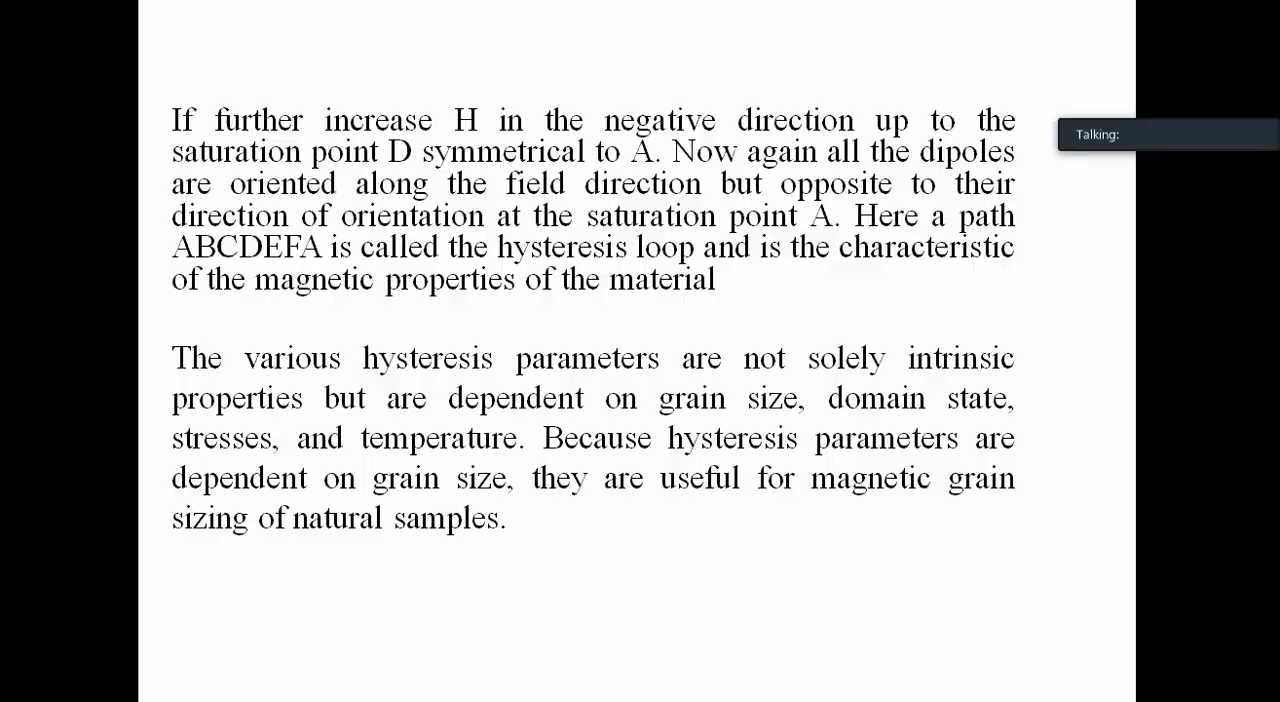 If further increase H in the negative direction up to the
saturation point D symmetrical to A. Now again all the dipoles
are oriented along the field direction but opposite to their
direction of orientation at the saturation point A. Here a path
ABCDEFA is called the hysteresis loop and is the characteristic
of the magnetic properties of the material
Talking:
The various hysteresis parameters are not solely intrinsic
properties but are dependent on grain size, domain state,
stresses, and temperature. Because hysteresis parameters are
dependent on grain size, they are useful for magnetic grain
sizing of natural samples.